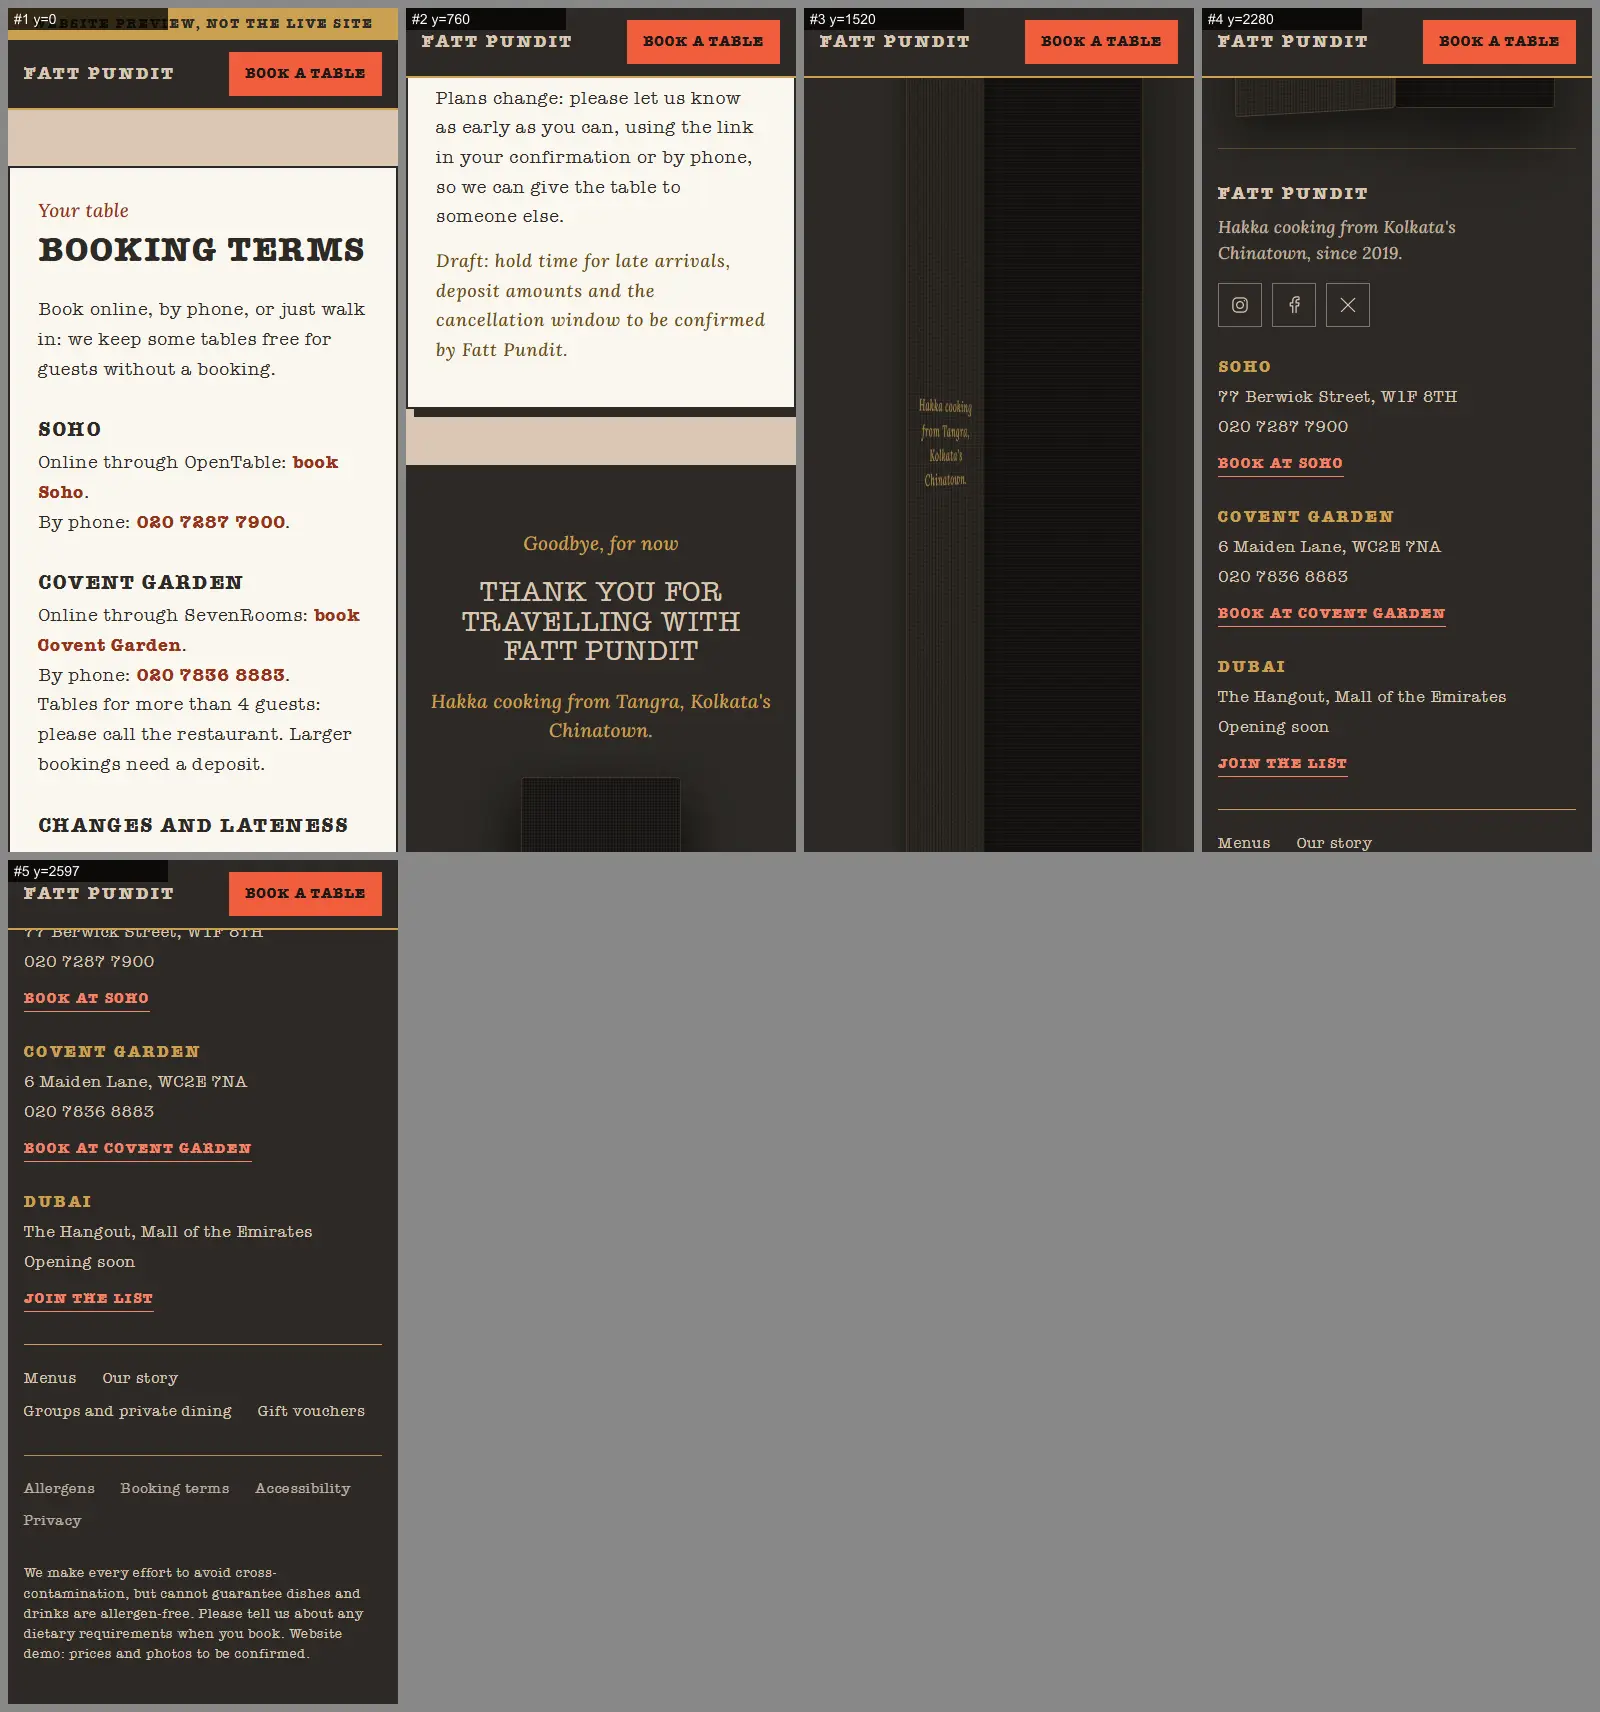 #1 y=0
EW, NOT THE LIVE SITE
FATT PUNDIT
BOOK A TABLE
Your table
BOOKING TERMS
Book online, by phone, or just walk
in: we keep some tables free for
guests without a booking.
SOHO
Online through OpenTable: book
Soho.
By phone: 020 7287 7900.
COVENT GARDEN
Online through SevenRooms: book
Covent Garden.
By phone: 020 7836 8883.
Tables for more than 4 guests:
please call the restaurant. Larger
bookings need a deposit.
CHANGES AND LATENESS
#2 y=760
FATT PUNDIT
BOOK A TABLE
Plans change: please let us know
as early as you can, using the link
in your confirmation or by phone,
so we can give the table to
someone else.
Draft: hold time for late arrivals,
deposit amounts and the
cancellation window to be confirmed
by Fatt Pundit.
Goodbye, for now
THANK YOU FOR
TRAVELLING WITH
FATT PUNDIT
Hakka cooking from Tangra, Kolkata's
Chinatown.
#3 y=1520
FATT PUNDIT
BOOK A TABLE
Hakka cooking
from Tangra,
Kolkata's
Chinatown.
#4 y=2280
FATT PUNDIT
BOOK A TABLE
FATT PUNDIT
Hakka cooking from Kolkata's
Chinatown, since 2019.
SOHO
77 Berwick Street, W1F 8TH
020 7287 7900
BOOK AT SOHO
COVENT GARDEN
6 Maiden Lane, WC2E 7NA
020 7836 8883
BOOK AT COVENT GARDEN
DUBAI
The Hangout, Mall of the Emirates
Opening soon
JOIN THE LIST
Menus Our story
#5 y=2597
FATT PUNDIT
BOOK A TABLE
77 Berwick Street, W1F 8TH
020 7287 7900
BOOK AT SOHO
COVENT GARDEN
6 Maiden Lane, WC2E 7NA
020 7836 8883
BOOK AT COVENT GARDEN
DUBAI
The Hangout, Mall of the Emirates
Opening soon
JOIN THE LIST
Menus Our story
Groups and private dining Gift vouchers
Allergens Booking terms Accessibility
Privacy
We make every effort to avoid cross-
contamination, but cannot guarantee dishes and
drinks are allergen-free. Please tell us about any
dietary requirements when you book. Website
demo: prices and photos to be confirmed.